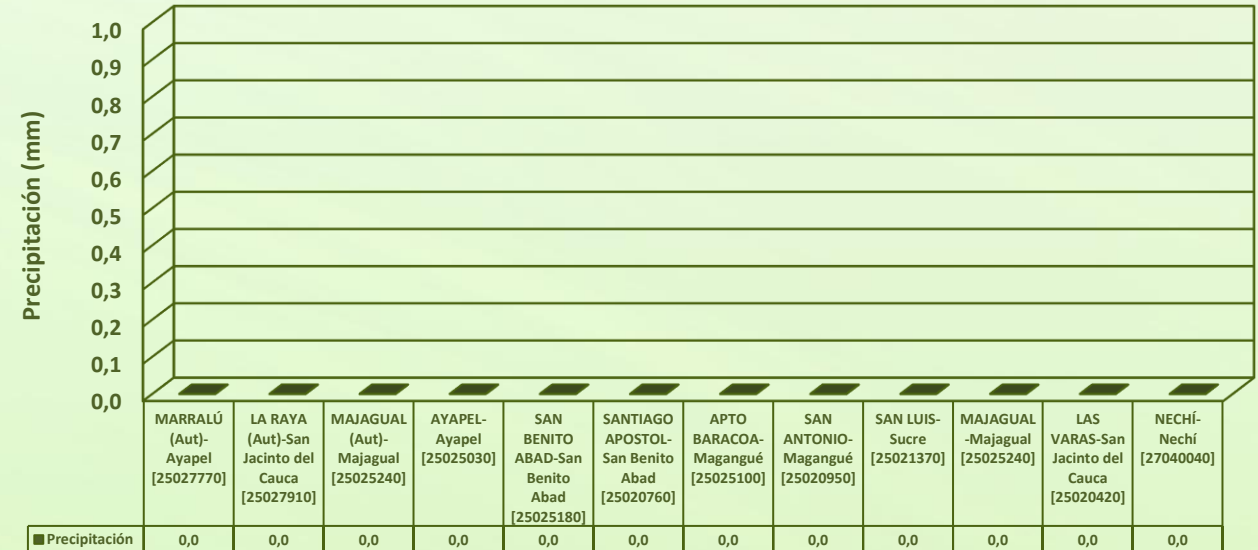 Precipitación (mm)
1,0
0,9
0,8
0,7
0,6
0,5
0,4
0,3
0,2
0,1
0,0
MARRALÚ
(Aut)-
Ayapel
[25027770]
LA RAYA
(Aut)-San
Jacinto del
Cauca
[25027910]
MAJAGUAL
(Aut)-
Majagual
[25025240]
AYAPEL-
Ayapel
[25025030]
SAN
BENITO
ABAD-San
Benito
Abad
[25025180]
SANTIAGO
APOSTOL-
San Benito
Abad
[25020760]
APTO
BARACOA-
Magangué
[25025100]
SAN
ANTONIO-
Magangué
[25020950]
SAN LUIS-
Sucre
[25021370]
MAJAGUAL
-Majagual
[25025240]
LAS
VARAS-San
Jacinto del
Cauca
[25020420]
NECHÍ-
Nechí
[27040040]
Precipitación 0,0 0,0 0,0 0,0 0,0 0,0 0,0 0,0 0,0 0,0 0,0 0,0